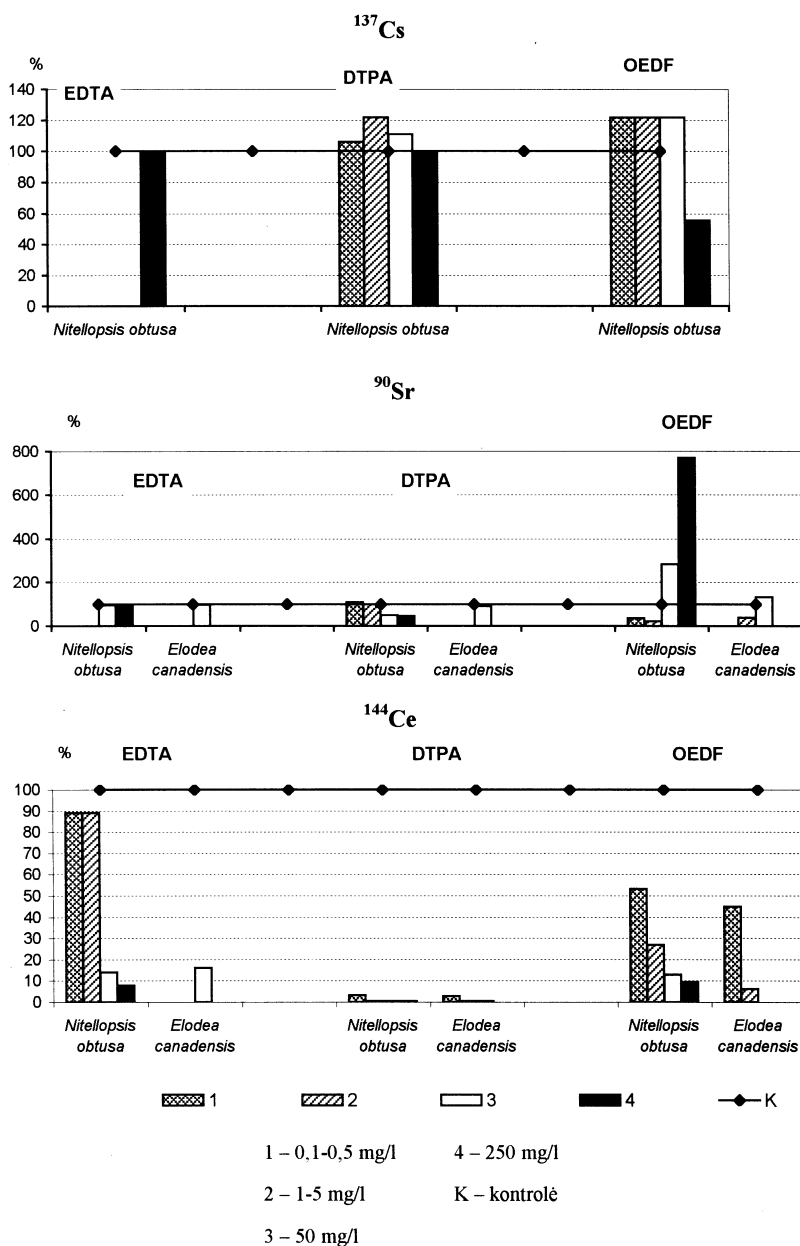 ¹³⁷Cs
%
EDTA DTPA OEDF
140
120
100
80
60
40
20
0
Nitellopsis obtusa Nitellopsis obtusa Nitellopsis obtusa
⁹⁰Sr
% OEDF
EDTA DTPA
800
600
400
200
0
Nitellopsis obtusa Elodea canadensis Nitellopsis obtusa Elodea canadensis Nitellopsis obtusa Elodea canadensis
¹⁴⁴Ce
% EDTA DTPA OEDF
100
90
80
70
60
50
40
30
20
10
0
Nitellopsis obtusa Elodea canadensis Nitellopsis obtusa Elodea canadensis Nitellopsis obtusa Elodea canadensis
1 2 3 4 K
1 – 0,1-0,5 mg/l 4 – 250 mg/l
2 – 1-5 mg/l K – kontrolė
3 – 50 mg/l